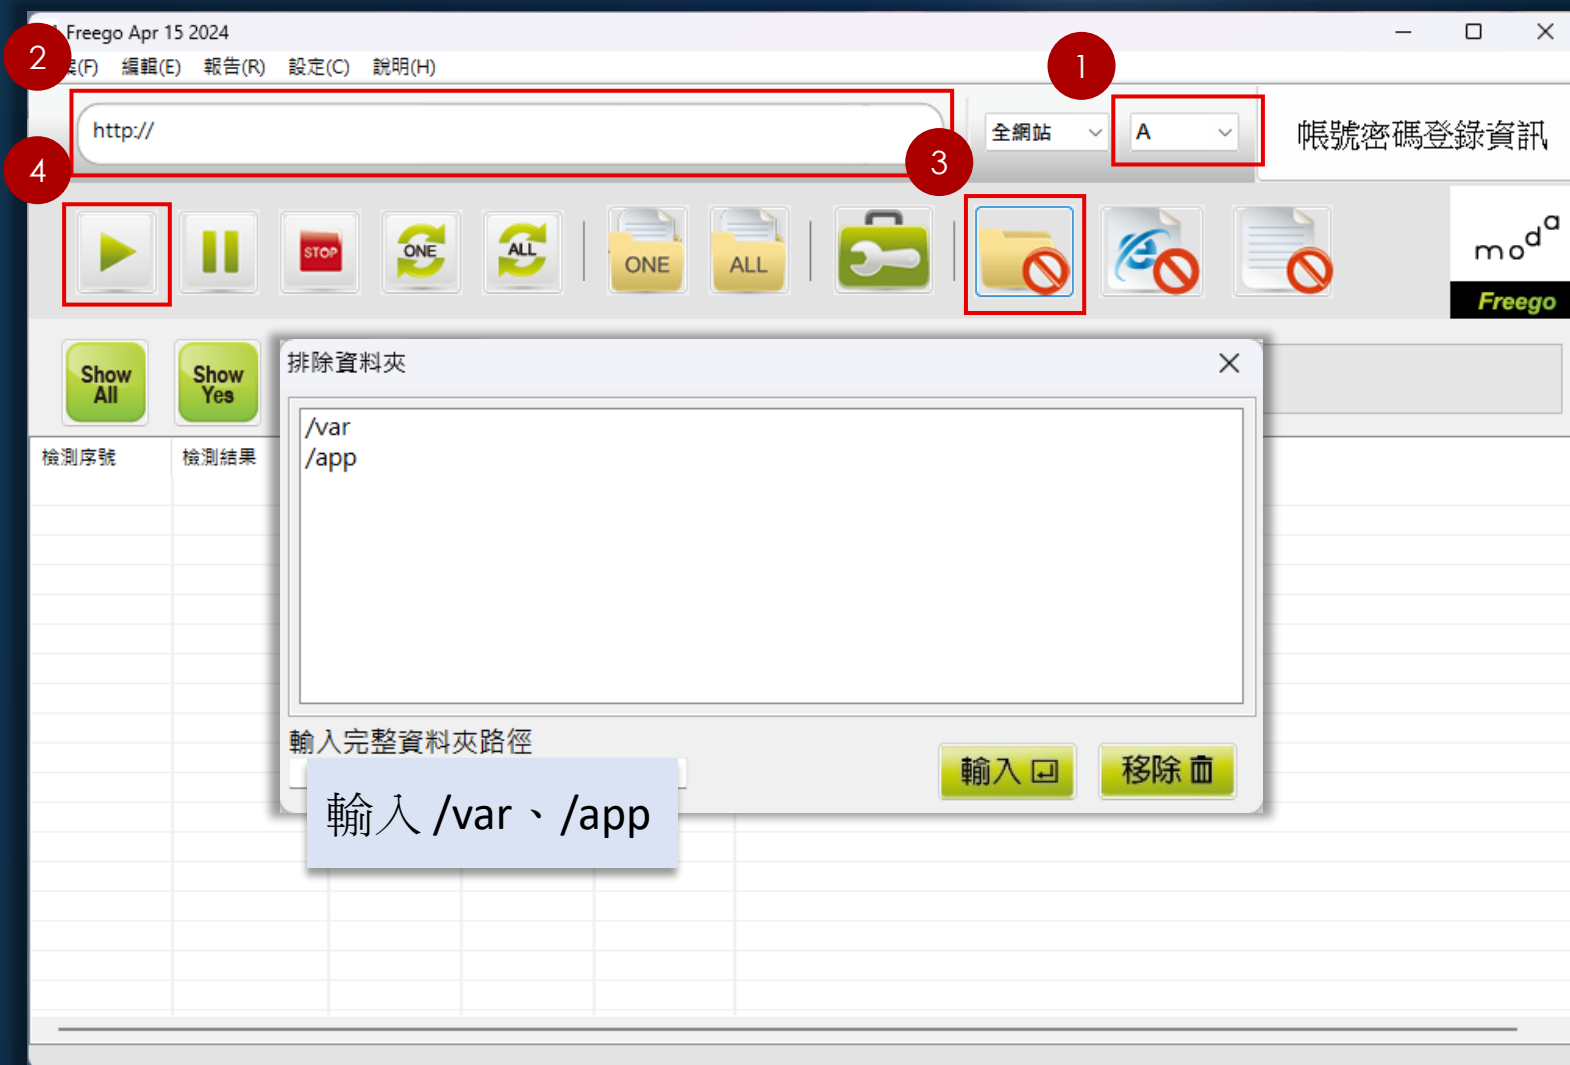 Freego Apr 15 2024
2
(F) 編輯(E) 報告(R) 設定(C) 說明(H)
1
http://
全網站
A
帳號密碼登錄資訊
4
3
STOP
ONE
ALL
ONE
ALL
moda
Freego
Show All
Show Yes
排除資料夾
/var
/app
檢測序號 檢測結果
輸入完整資料夾路徑
輸入
移除
輸入 /var、/app